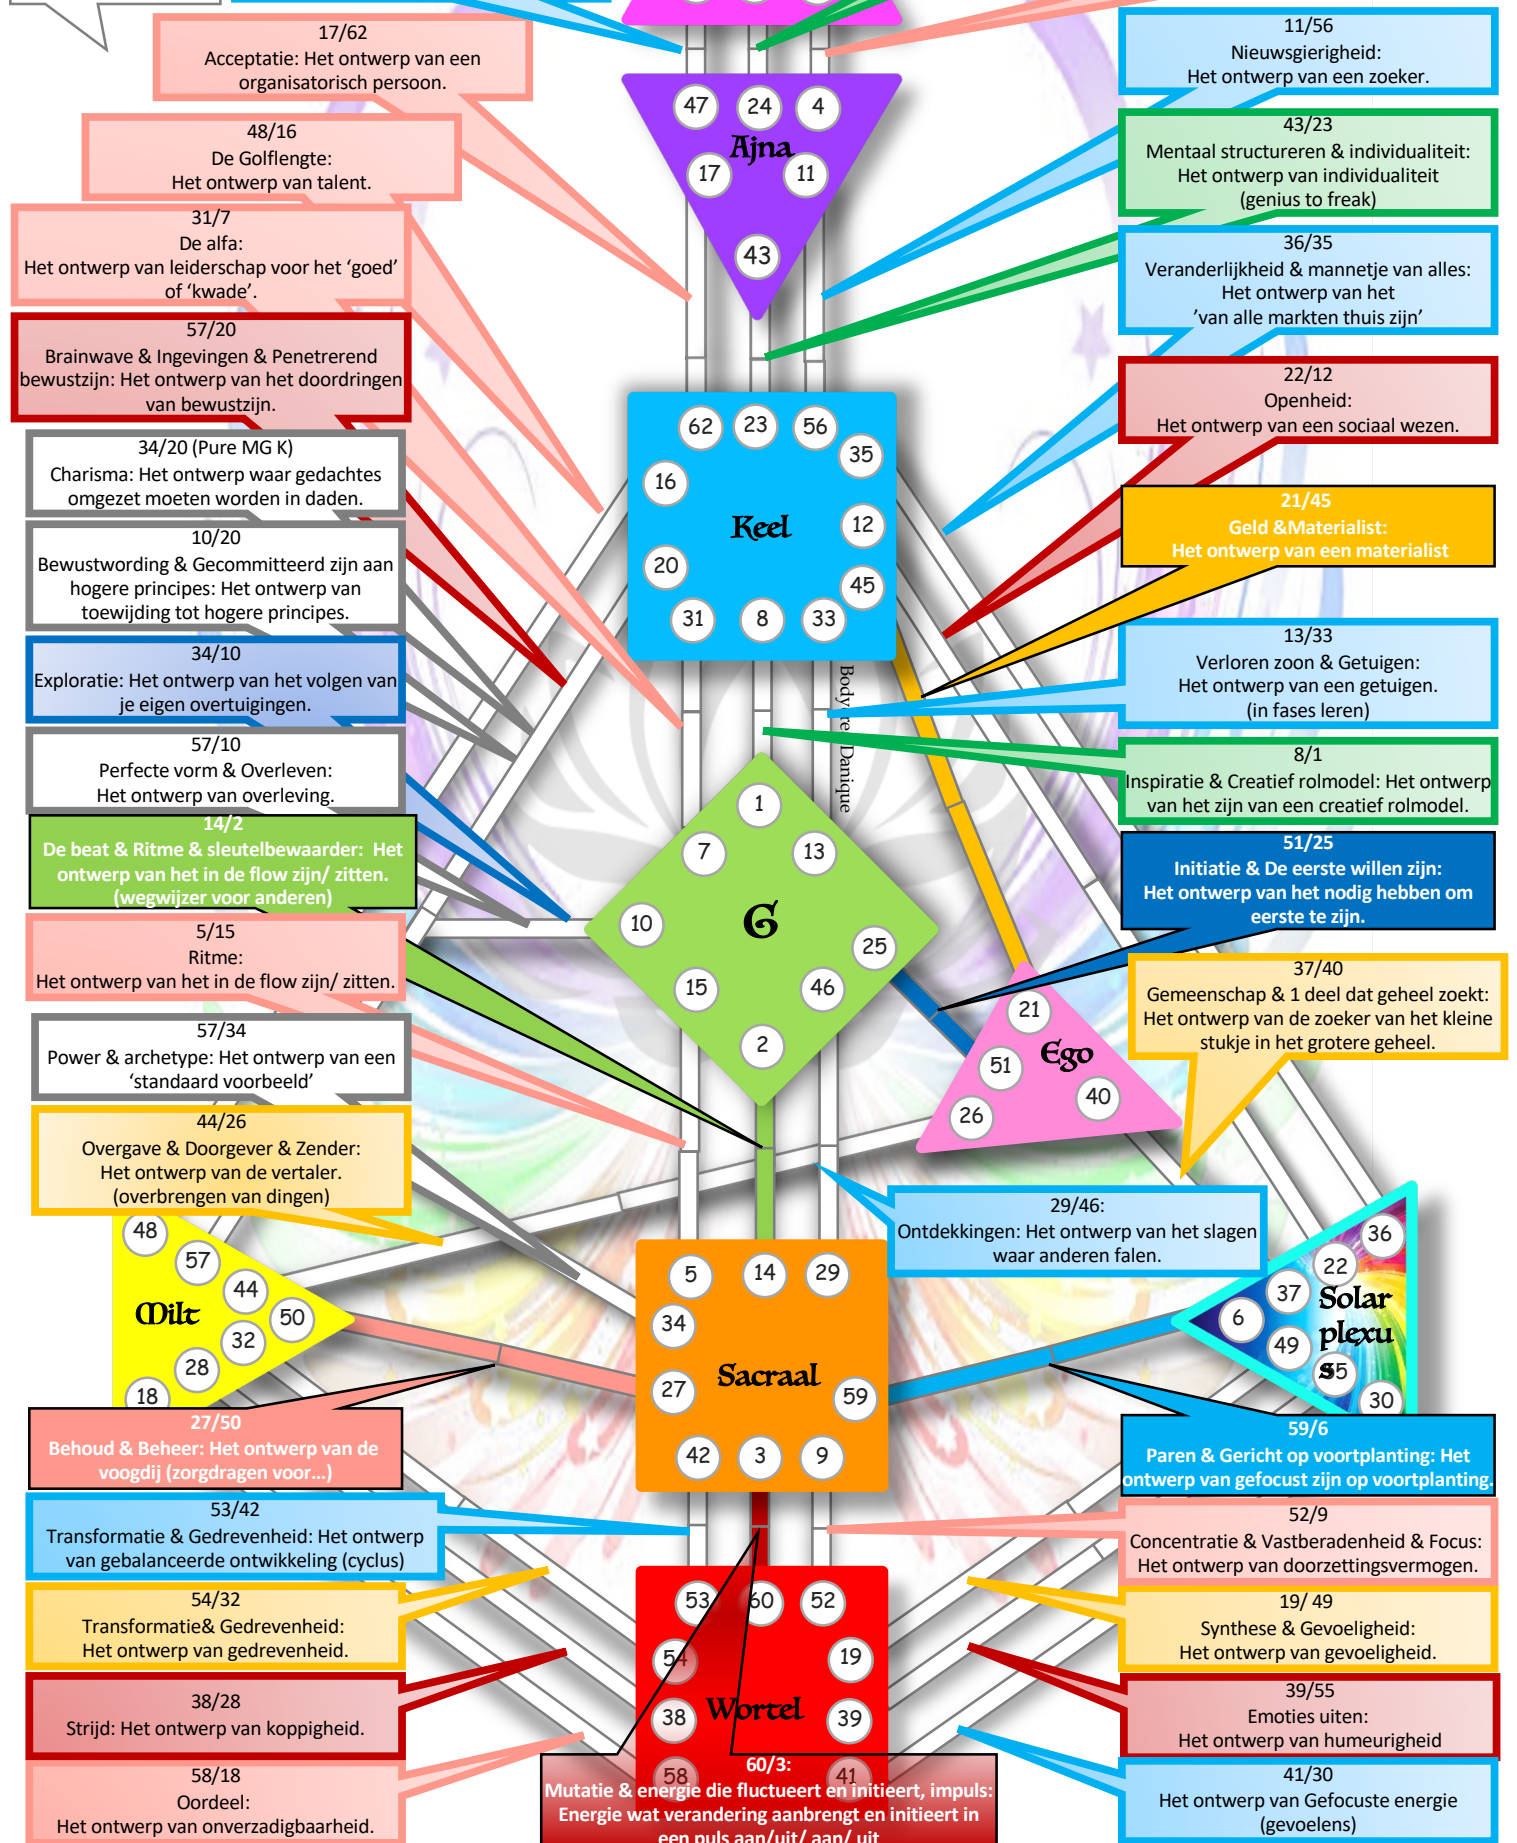 17/62
Acceptatie: Het ontwerp van een
organisatorisch persoon.
48/16
De Golflengte:
Het ontwerp van talent.
31/7
De alfa:
Het ontwerp van leiderschap voor het ‘goed’
of ‘kwade’.
57/20
Brainwave & Ingevingen & Penetrerend
bewustzijn: Het ontwerp van het doordringen
van bewustzijn.
34/20 (Pure MG K)
Charisma: Het ontwerp waar gedachtes
omgezet moeten worden in daden.
10/20
Bewustwording & Gecommitteerd zijn aan
hogere principes: Het ontwerp van
toewijding tot hogere principes.
34/10
Exploratie: Het ontwerp van het volgen van
je eigen overtuigingen.
57/10
Perfecte vorm & Overleven:
Het ontwerp van overleving.
14/2
De beat & Ritme & sleutelbewaarder: Het
ontwerp van het in de flow zijn/ zitten.
(wegwijzer voor anderen)
5/15
Ritme:
Het ontwerp van het in de flow zijn/ zitten.
57/34
Power & archetype: Het ontwerp van een
‘standaard voorbeeld’
44/26
Overgave & Doorgever & Zender:
Het ontwerp van de vertaler.
(overbrengen van dingen)
27/50
Behoud & Beheer: Het ontwerp van de
voogdij (zorgdragen voor...)
53/42
Transformatie & Gedrevenheid: Het ontwerp
van gebalanceerde ontwikkeling (cyclus)
54/32
Transformatie& Gedrevenheid:
Het ontwerp van gedrevenheid.
38/28
Strijd: Het ontwerp van koppigheid.
58/18
Oordeel:
Het ontwerp van onverzadigbaarheid.
47 24 4
Ajna
17 11
43
62 23 56
35
16
Keel
12
20
45
31 8 33
Danique
1
7 13
10 G 25
15 46
2
21
Ego
51
40
26
48
57
44
Milt
50
32
28
18
5 14 29
34
Sacraal
27 59
42 3 9
36
22
37
Solar
plexu
s
6
49
55
30
53 60 52
54 19
Wortel
38 39
58 41
60/3:
Mutatie & energie die fluctueert en initieert, impuls:
Energie wat verandering aanbrengt en initieert in
een puls aan/uit/ aan/ uit
11/56
Nieuwsgierigheid:
Het ontwerp van een zoeker.
43/23
Mentaal structureren & individualiteit:
Het ontwerp van individualiteit
(genius to freak)
36/35
Veranderlijkheid & mannetje van alles:
Het ontwerp van het
’van alle markten thuis zijn’
22/12
Openheid:
Het ontwerp van een sociaal wezen.
21/45
Geld &Materialist:
Het ontwerp van een materialist
13/33
Verloren zoon & Getuigen:
Het ontwerp van een getuigen.
(in fases leren)
8/1
Inspiratie & Creatief rolmodel: Het ontwerp
van het zijn van een creatief rolmodel.
51/25
Initiatie & De eerste willen zijn:
Het ontwerp van het nodig hebben om
eerste te zijn.
37/40
Gemeenschap & 1 deel dat geheel zoekt:
Het ontwerp van de zoeker van het kleine
stukje in het grotere geheel.
29/46:
Ontdekkingen: Het ontwerp van het slagen
waar anderen falen.
59/6
Paren & Gericht op voortplanting: Het
ontwerp van gefocust zijn op voortplanting.
52/9
Concentratie & Vastberadenheid & Focus:
Het ontwerp van doorzettingsvermogen.
19/ 49
Synthese & Gevoeligheid:
Het ontwerp van gevoeligheid.
39/55
Emoties uiten:
Het ontwerp van humeurigheid
41/30
Het ontwerp van Gefocuste energie
(gevoelens)